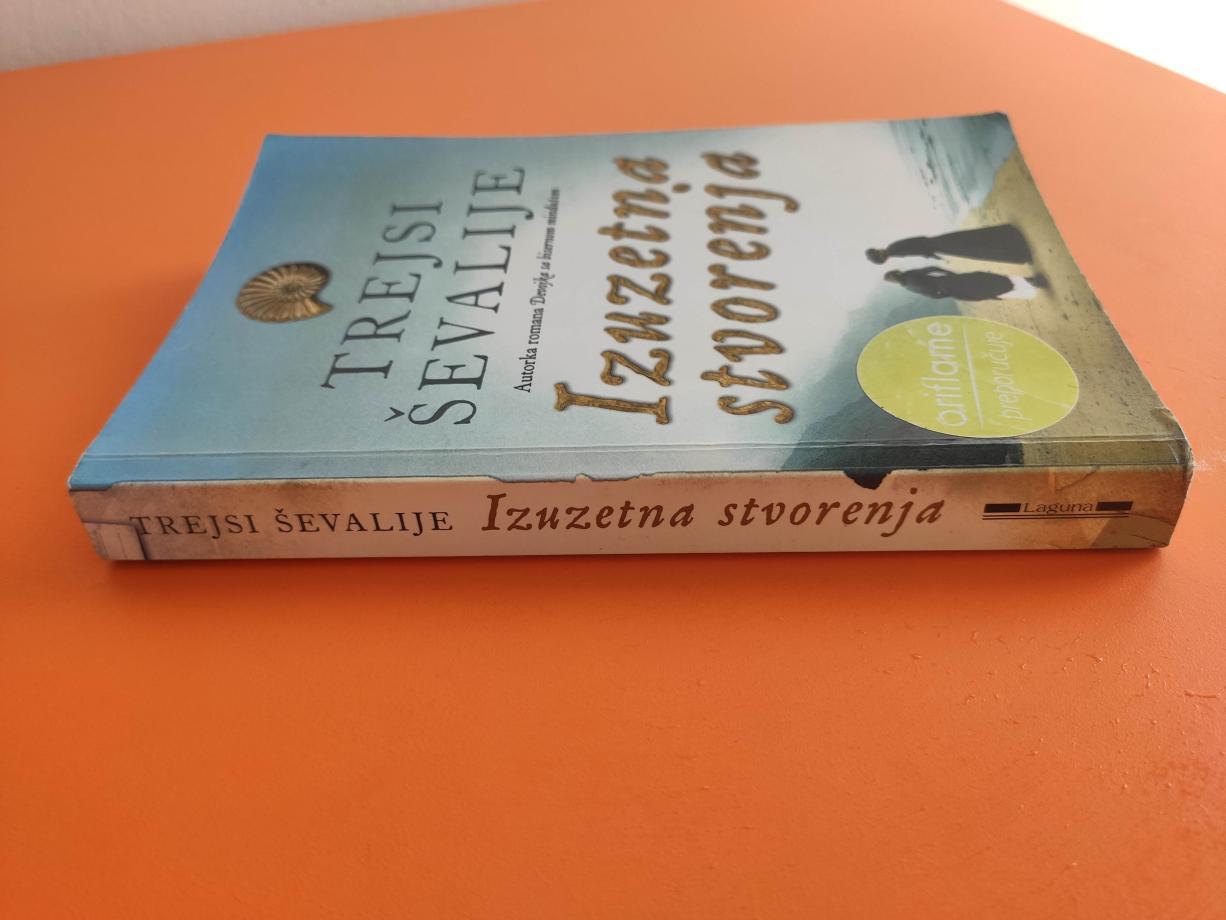 TREJSI
ŠEVALIJE
Autorka romana Devojka sa bisernom minđušom
Izuzetna
stvorenja
oriflame
preporučuje
TREJSI ŠEVALIJE Izuzetna stvorenja Laguna